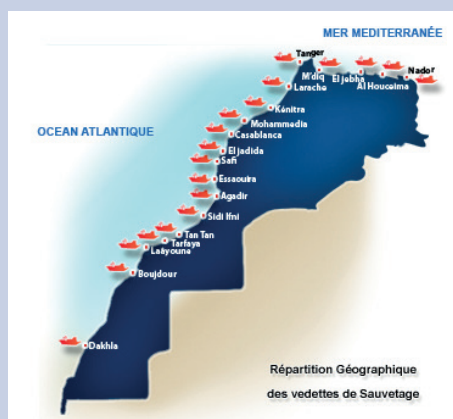 MER MEDITERRANÉE
Tanger
M'diq
El jebha
Al Houceima
Nador
Larache
Kénitra
Mohammedia
OCEAN ATLANTIQUE
Casablanca
El jadida
Safi
Essaouira
Agadir
Sidi Ifni
Tan Tan
Tarfaya
Laâyoune
Boujdour
Dakhla
Répartition Géographique
des vedettes de Sauvetage